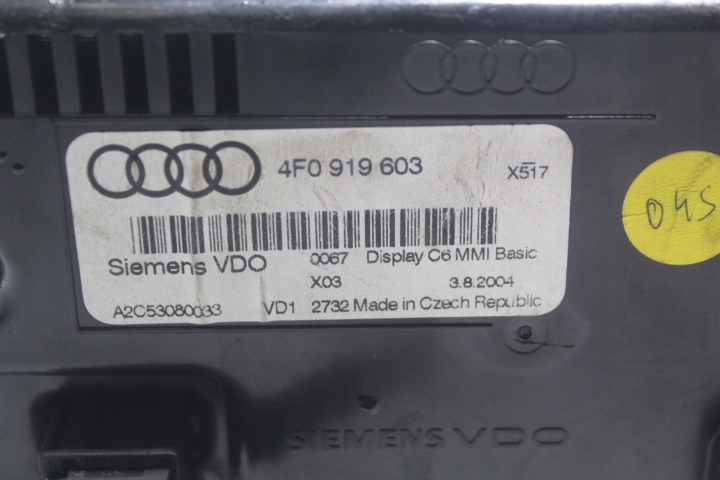 4F0 919 603
X517
Siemens VDO 0067 Display C6 MMI Basic
X03 3.8.2004
A2C53080033 VD1 2732 Made in Czech Republic
SIEMENS VDO